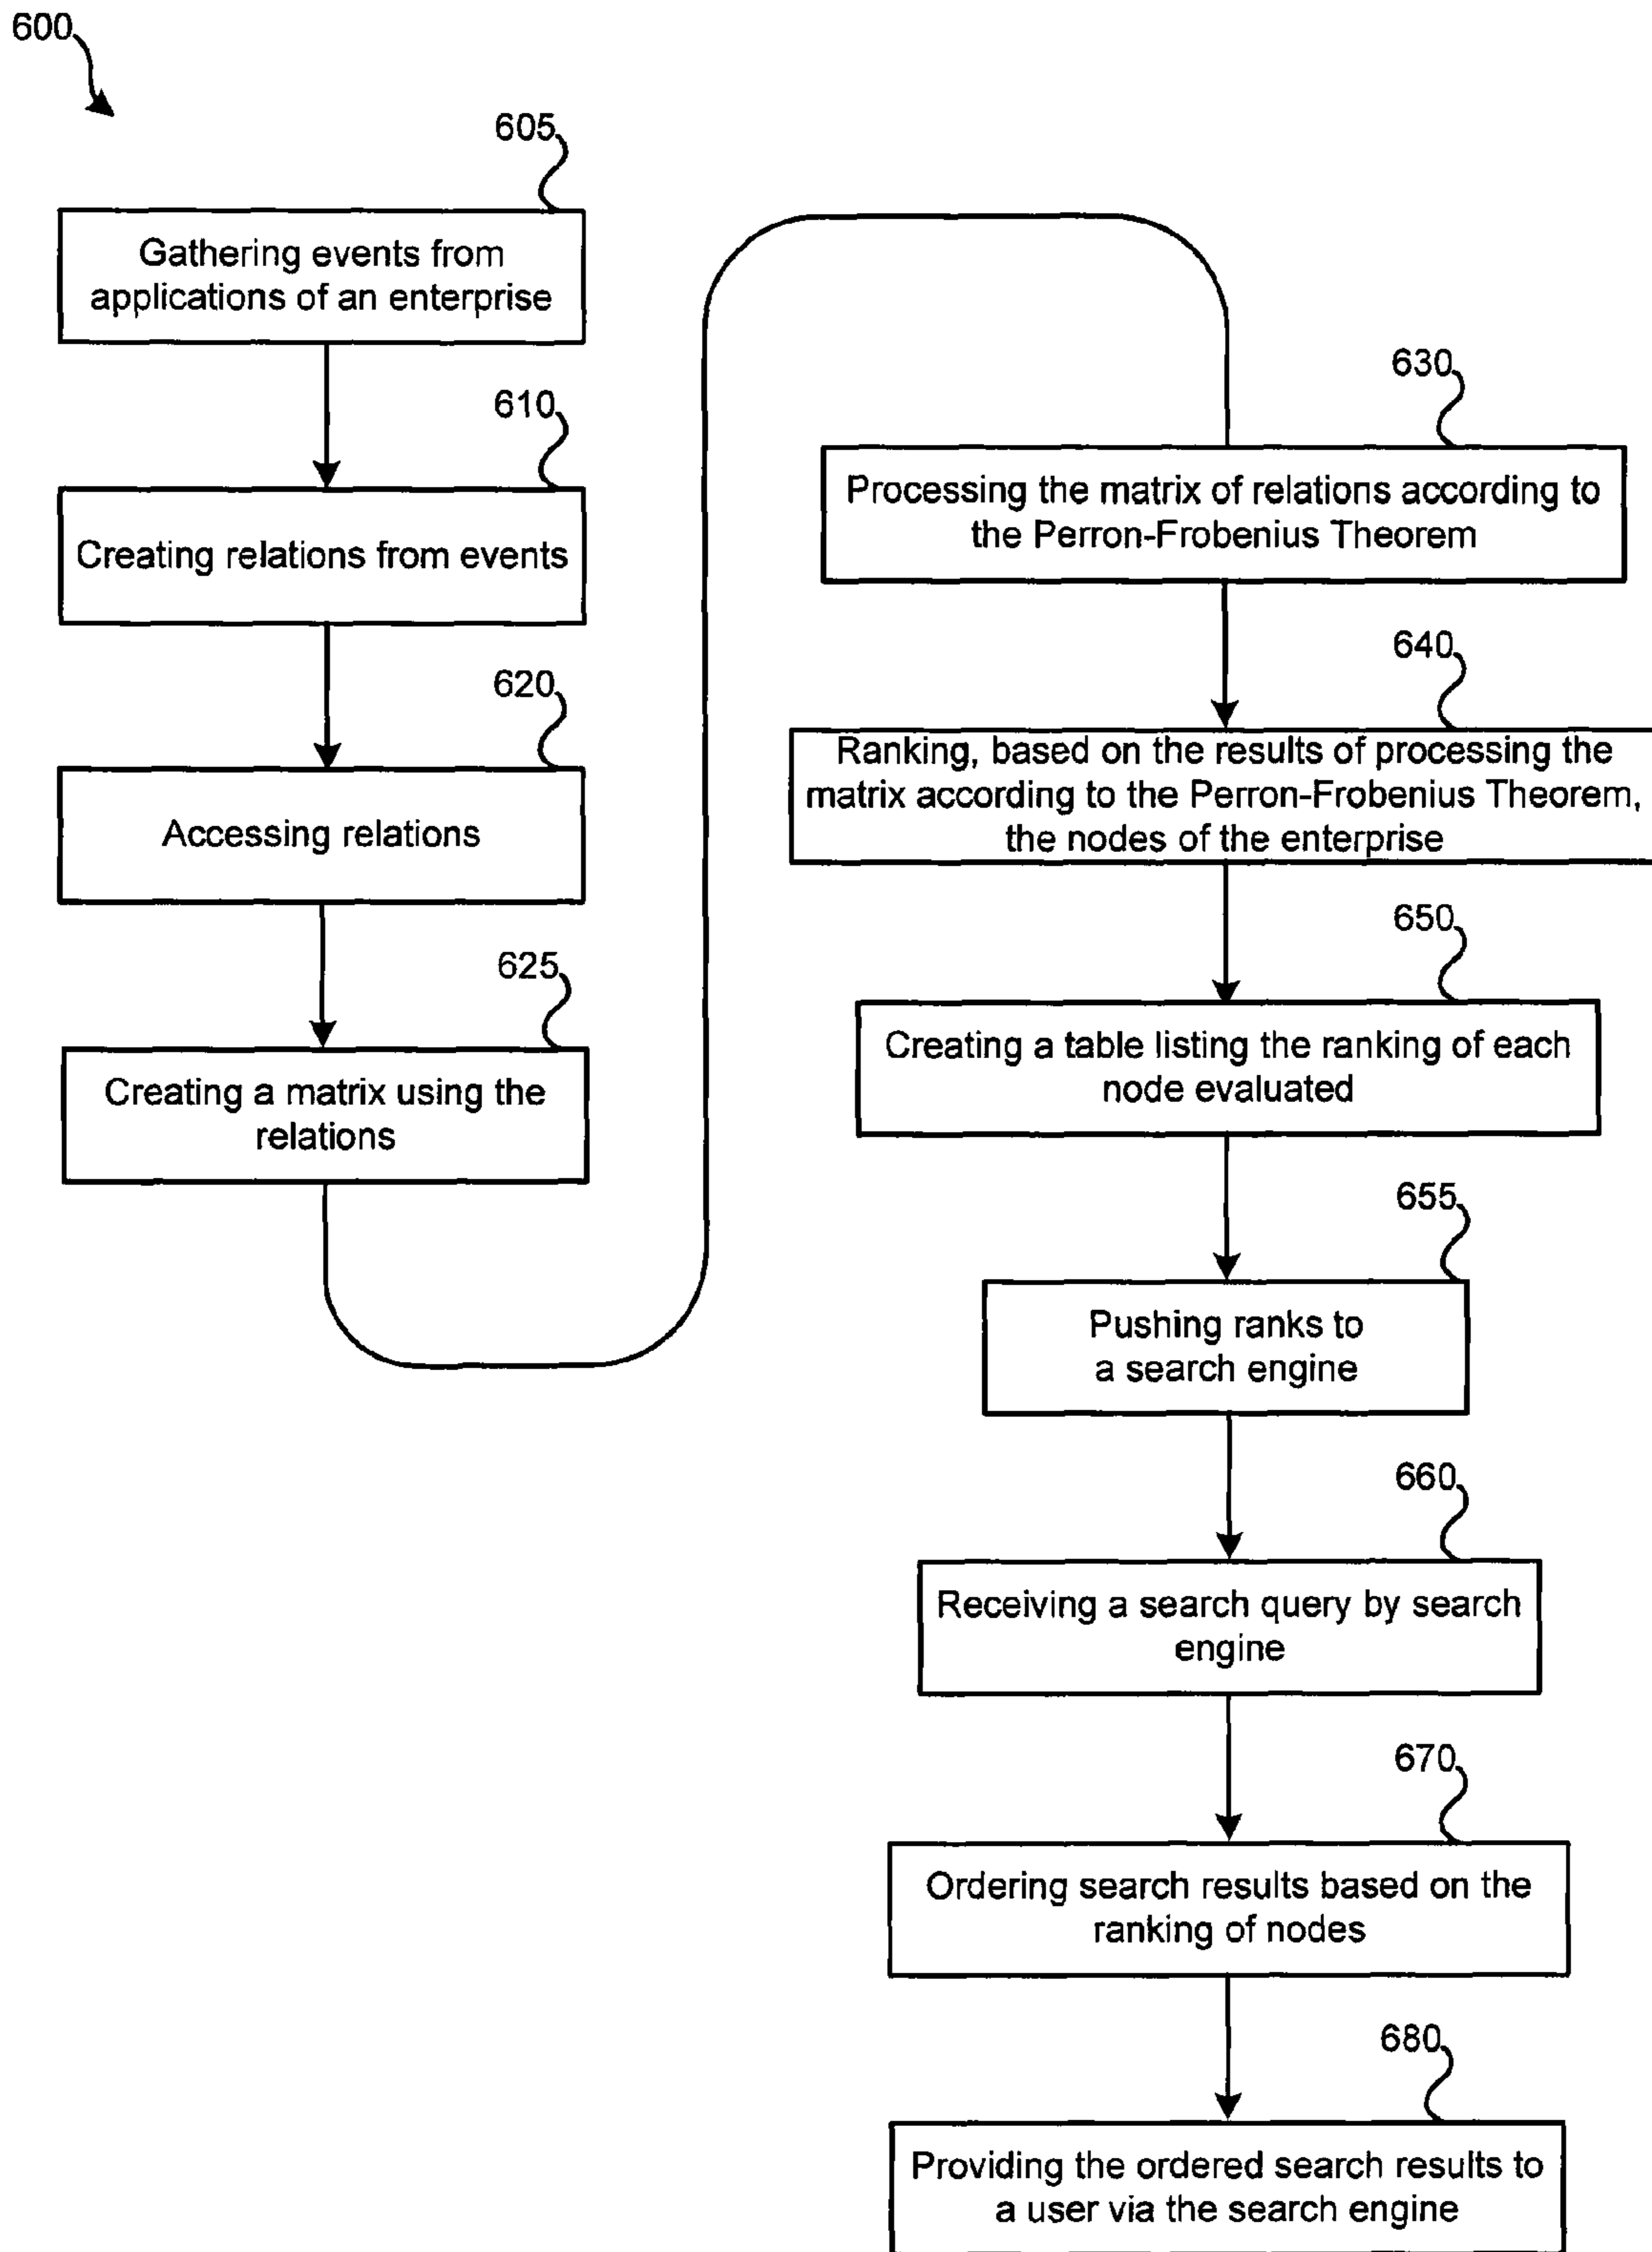 600
605
Gathering events from
applications of an enterprise
610
Creating relations from events
620
Accessing relations
625
Creating a matrix using the
relations
630
Processing the matrix of relations according to
the Perron-Frobenius Theorem
640
Ranking, based on the results of processing the
matrix according to the Perron-Frobenius Theorem,
the nodes of the enterprise
650
Creating a table listing the ranking of each
node evaluated
655
Pushing ranks to
a search engine
660
Receiving a search query by search
engine
670
Ordering search results based on the
ranking of nodes
680
Providing the ordered search results to
a user via the search engine